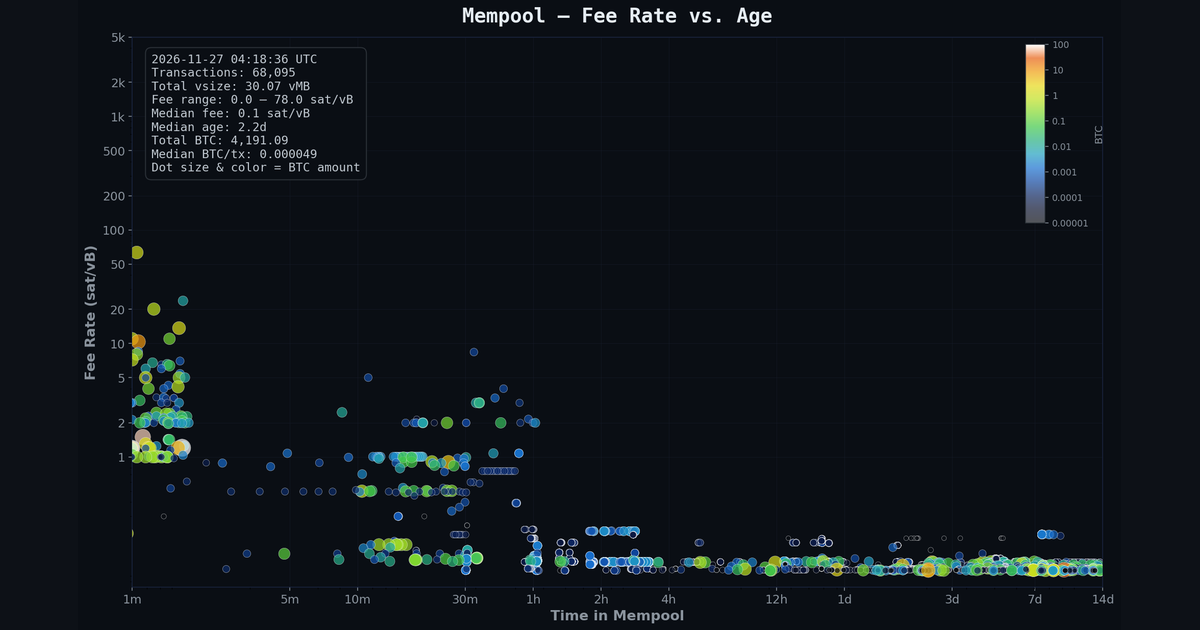 Mempool — Fee Rate vs. Age
5k
2k
1k
500
200
100
50
20
10
5
2
1
Fee Rate (sat/vB)
2026-11-27 04:18:36 UTC
Transactions: 68,095
Total vsize: 30.07 vMB
Fee range: 0.0 – 78.0 sat/vB
Median fee: 0.1 sat/vB
Median age: 2.2d
Total BTC: 4,191.09
Median BTC/tx: 0.000049
Dot size & color = BTC amount
100
10
1
0.1
0.01
0.001
0.0001
0.00001
BTC
1m
5m
10m
30m
1h
2h
4h
12h
1d
3d
7d
14d
Time in Mempool